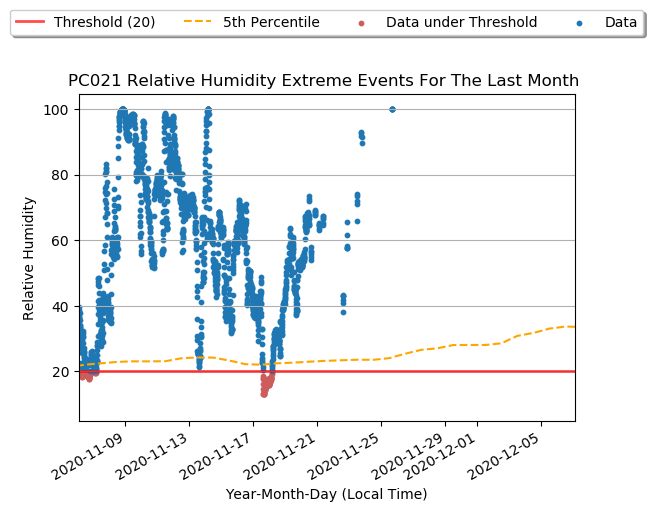 Threshold (20) 5th Percentile Data under Threshold Data
PC021 Relative Humidity Extreme Events For The Last Month
100
80
60
40
20
Relative Humidity
2020-11-09 2020-11-13 2020-11-17 2020-11-21 2020-11-25 2020-11-29 2020-12-01 2020-12-05
Year-Month-Day (Local Time)